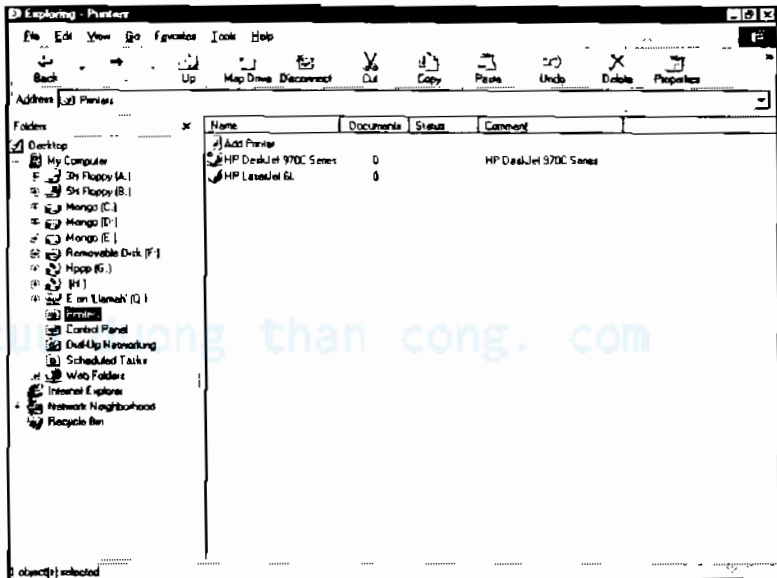 Exploring - Printers
File Edit View Go Favorites Tools Help
Back Up Map Drive Disconnect Cut Copy Paste Undo Delete Properties
Address Printers
Folders
Name Documents Status Comment
Desktop
My Computer
3½ Floppy (A:)
5¼ Floppy (B:)
Mongo (C:)
Mongo (D:)
Mongo (E:)
Removable Disk (F:)
(G:)
(H:)
E on 'Llamah' (Q:)
Printers
Control Panel
Dial-Up Networking
Scheduled Tasks
Web Folders
Internet Explorer
Network Neighborhood
Recycle Bin
Add Printer
HP DeskJet 970C Series 0 HP DeskJet 970C Series
HP LaserJet 6L 0
than cong. com
object(s) selected